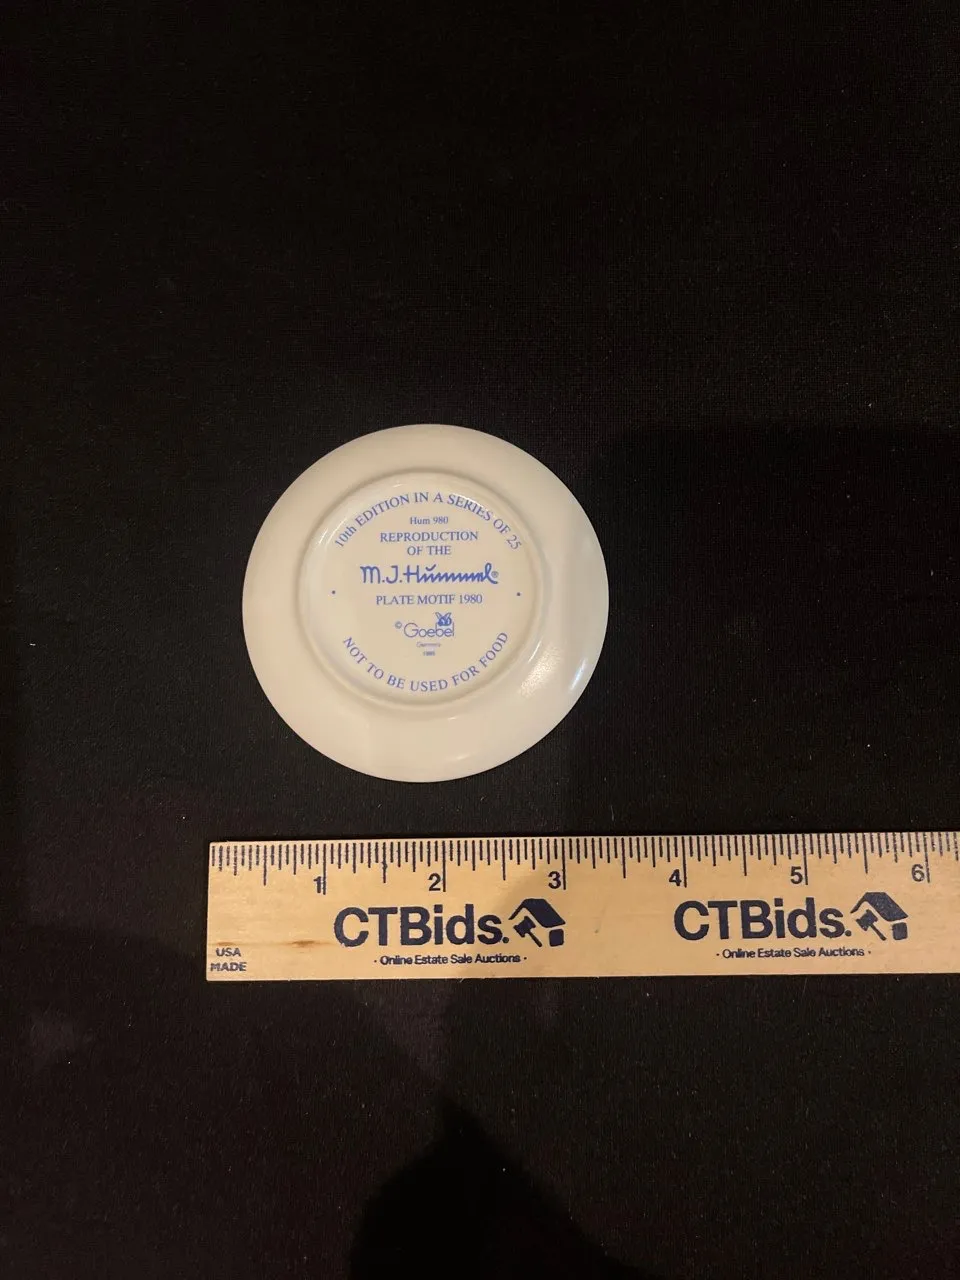 10th EDITION IN A SERIES OF 25
Hum 980
REPRODUCTION
OF THE
M.J.Hummel®
PLATE MOTIF 1980
© Goebel
Germany
NOT TO BE USED FOR FOOD
1 2 3 4 5 6
CTBids. CTBids.
· Online Estate Sale Auctions · · Online Estate Sale Auctions ·
USA
MADE